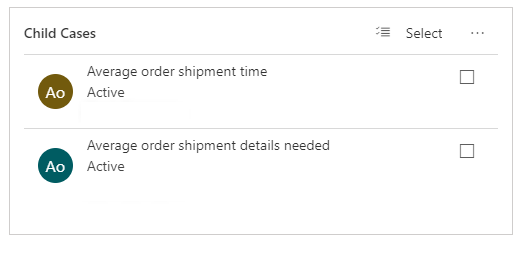 Child Cases
Select
Ao
Average order shipment time
Active
Ao
Average order shipment details needed
Active